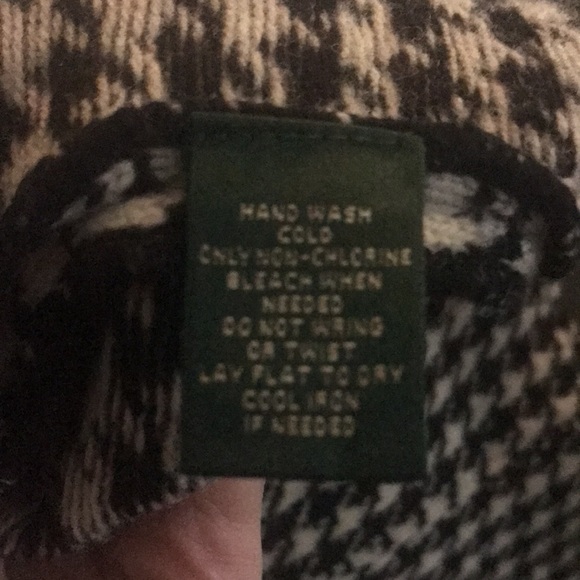 HAND WASH
COLD
ONLY NON-CHLORINE
BLEACH WHEN
NEEDED
DO NOT WRING
OR TWIST
LAY FLAT TO DRY
COOL IRON
IF NEEDED